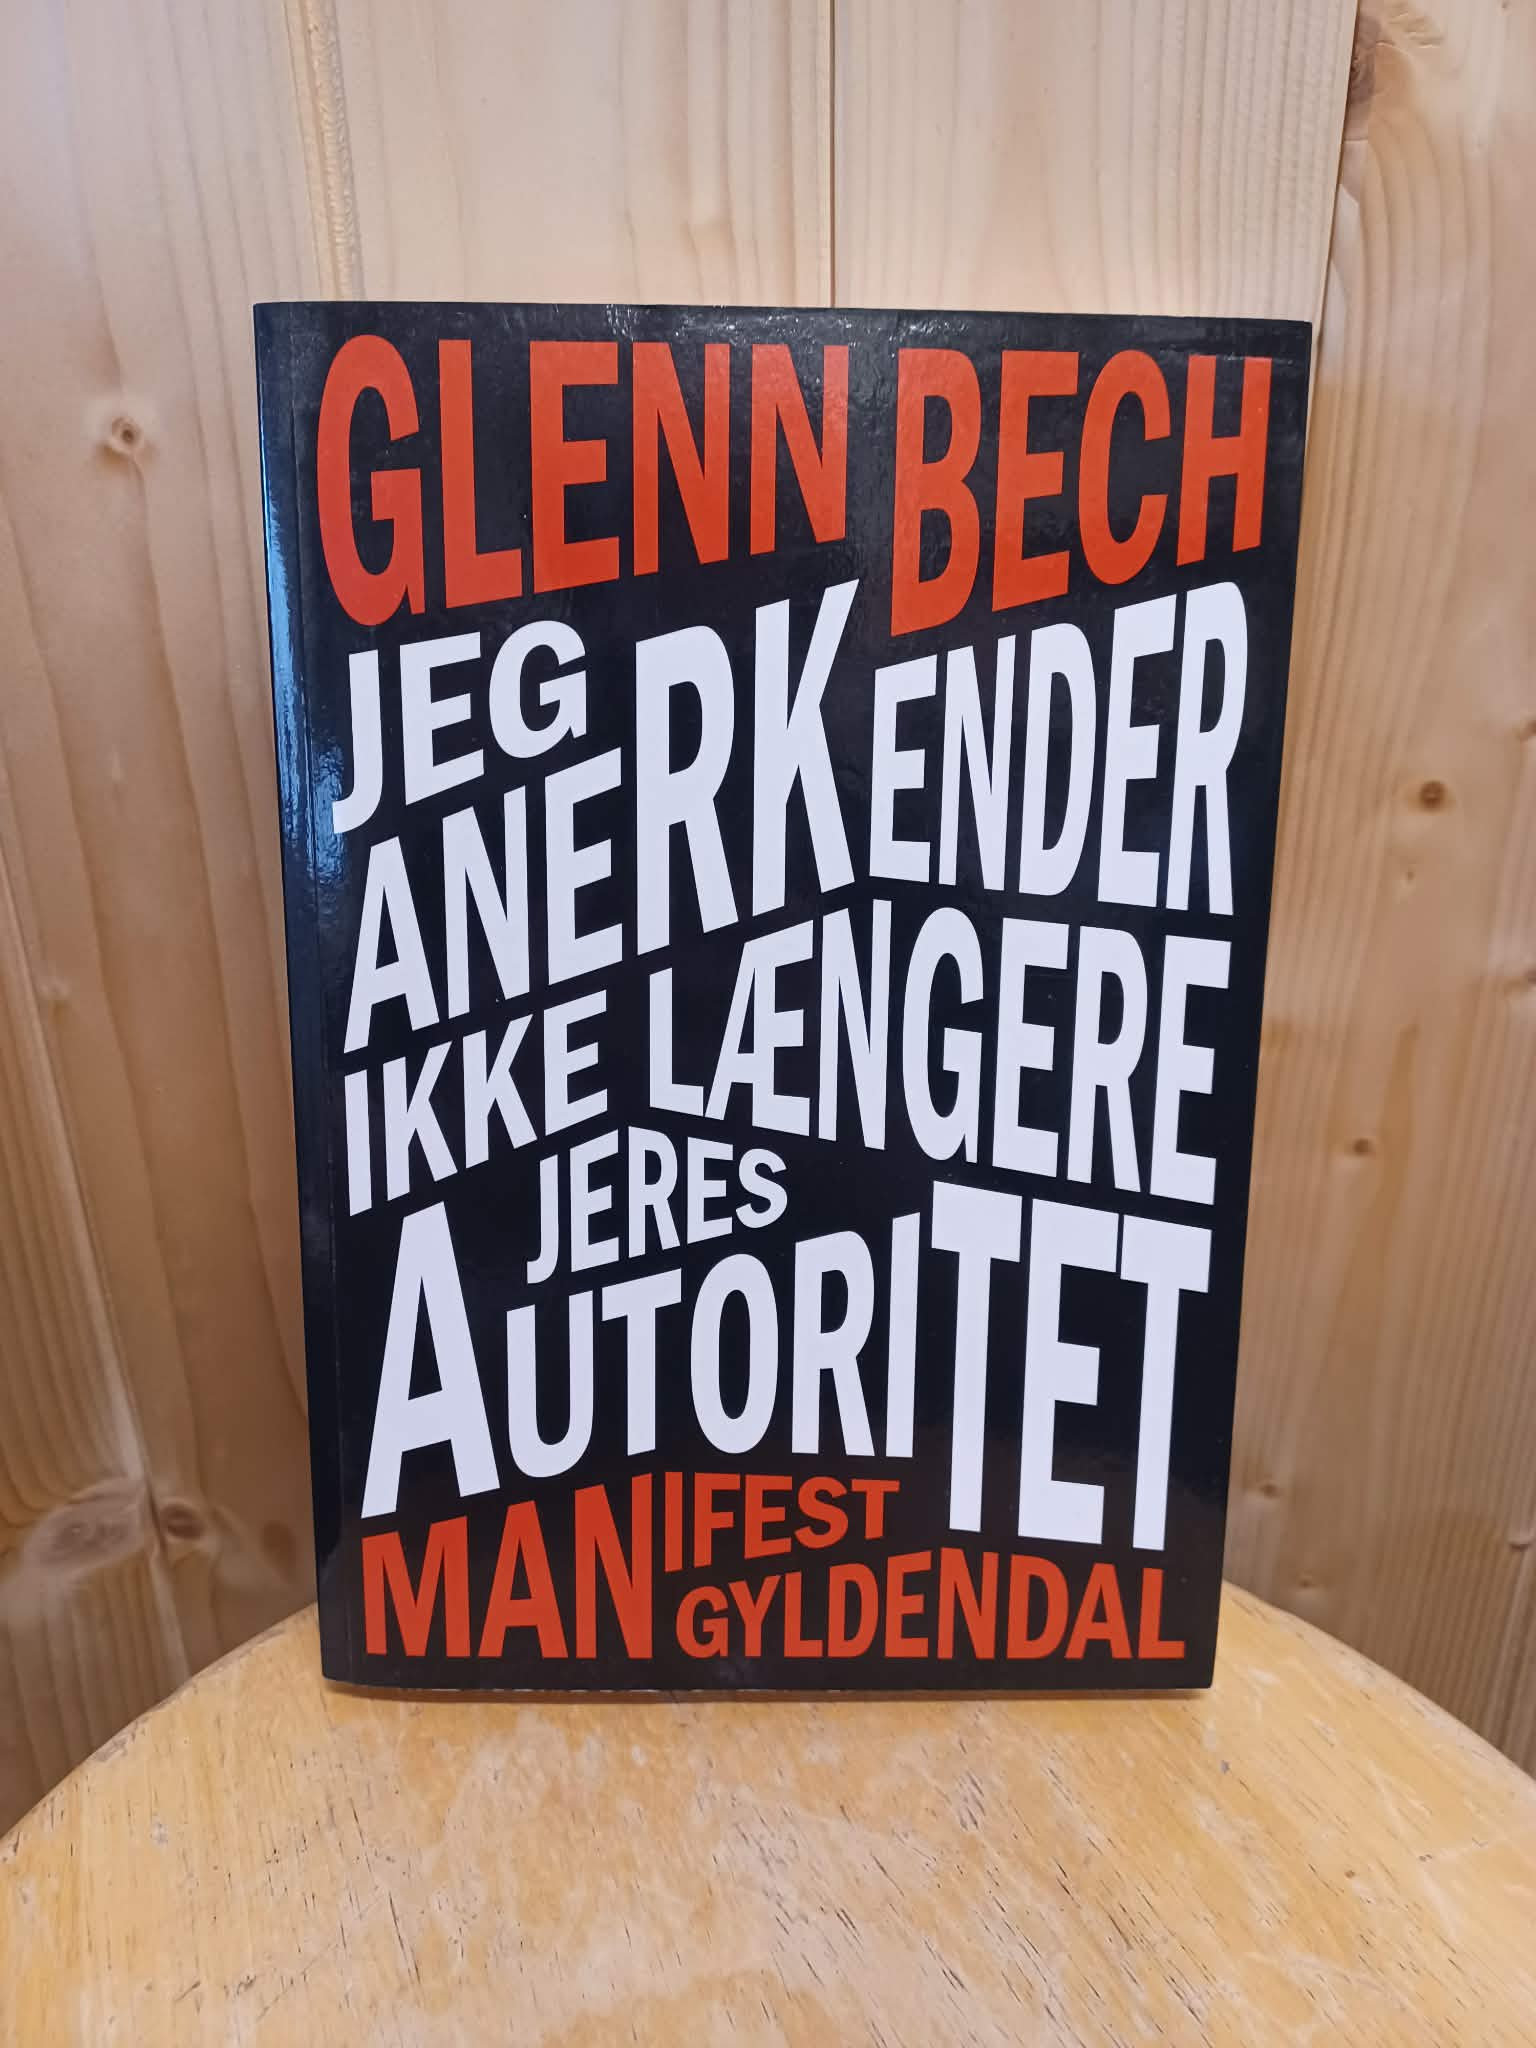 GLENN BECH
JEG
ANERKENDER
IKKE LÆNGERE
JERES
AUTORITET
MANIFEST
GYLDENDAL